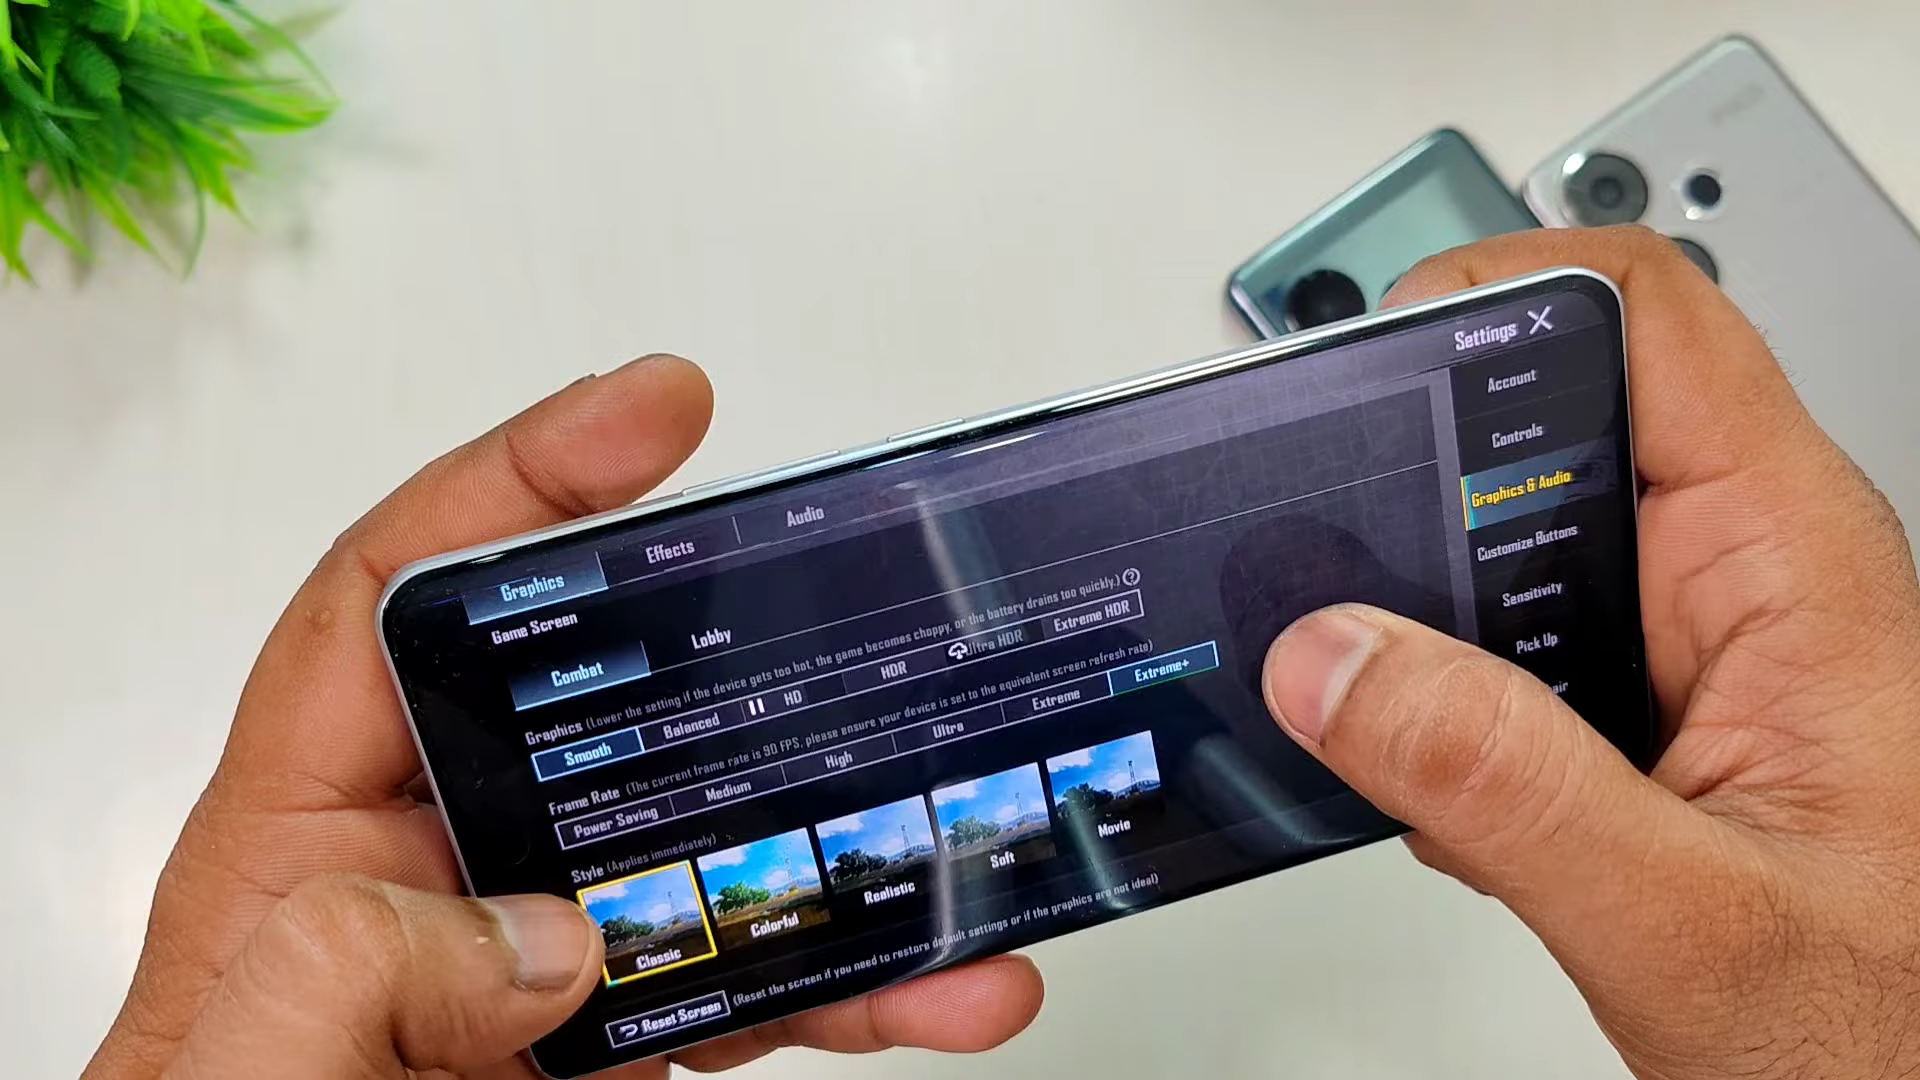 Settings
Account
Controls
Graphics & Audio
Customize Buttons
Sensitivity
Pick Up
Graphics
Effects
Audio
Game Screen
Combat
Lobby
Graphics (Lower the setting if the device gets too hot, the game becomes choppy, or the battery drains too quickly.) ?
Smooth
Balanced
HD
HDR
Ultra HDR
Extreme HDR
Frame Rate (The current frame rate is 90 FPS, please ensure your device is set to the equivalent screen refresh rate)
Power Saving
Medium
High
Ultra
Extreme
Extreme+
Style (Applies immediately)
Classic
Colorful
Realistic
Soft
Movie
Reset Screen (Reset the screen if you need to restore default settings or if the graphics are not ideal)